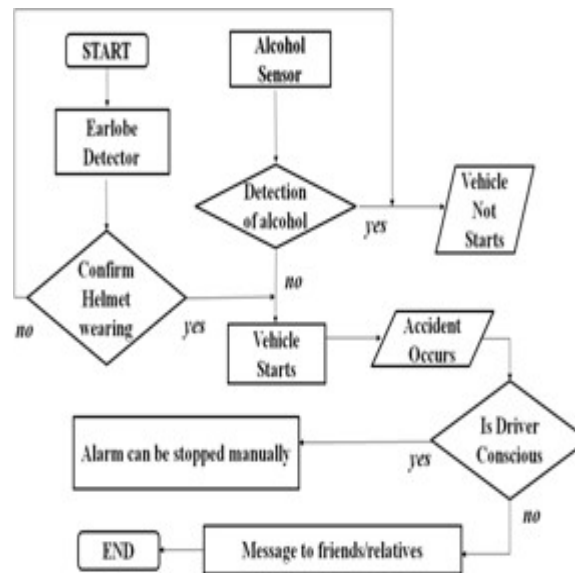 START
Alcohol
Sensor
Earlobe
Detector
Detection
of alcohol
yes
Vehicle
Not
Starts
no
Confirm
Helmet
wearing
no
yes
Vehicle
Starts
Accident
Occurs
Is Driver
Conscious
yes
no
Alarm can be stopped manually
Message to friends/relatives
END